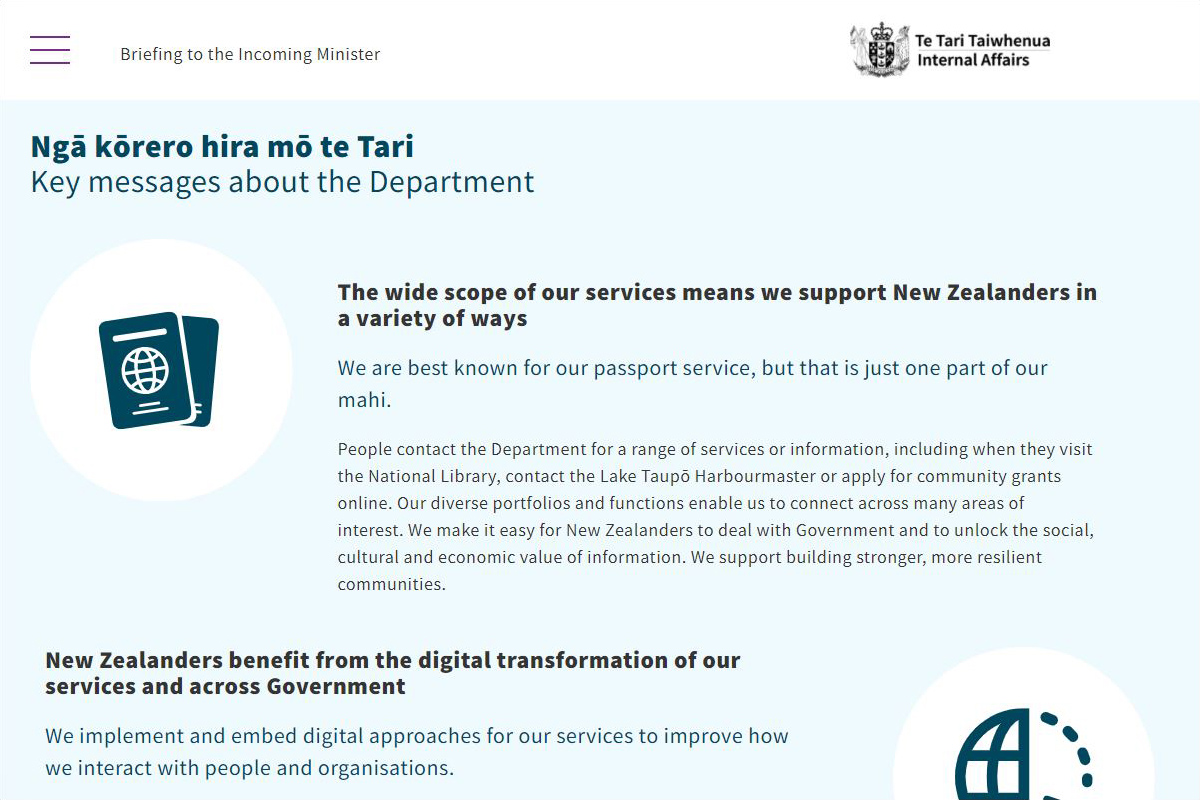 Briefing to the Incoming Minister
Te Tari Taiwhenua
Internal Affairs
Ngā kōrero hira mō te Tari
Key messages about the Department
The wide scope of our services means we support New Zealanders in
a variety of ways
We are best known for our passport service, but that is just one part of our
mahi.
People contact the Department for a range of services or information, including when they visit
the National Library, contact the Lake Taupō Harbourmaster or apply for community grants
online. Our diverse portfolios and functions enable us to connect across many areas of
interest. We make it easy for New Zealanders to deal with Government and to unlock the social,
cultural and economic value of information. We support building stronger, more resilient
communities.
New Zealanders benefit from the digital transformation of our
services and across Government
We implement and embed digital approaches for our services to improve how
we interact with people and organisations.